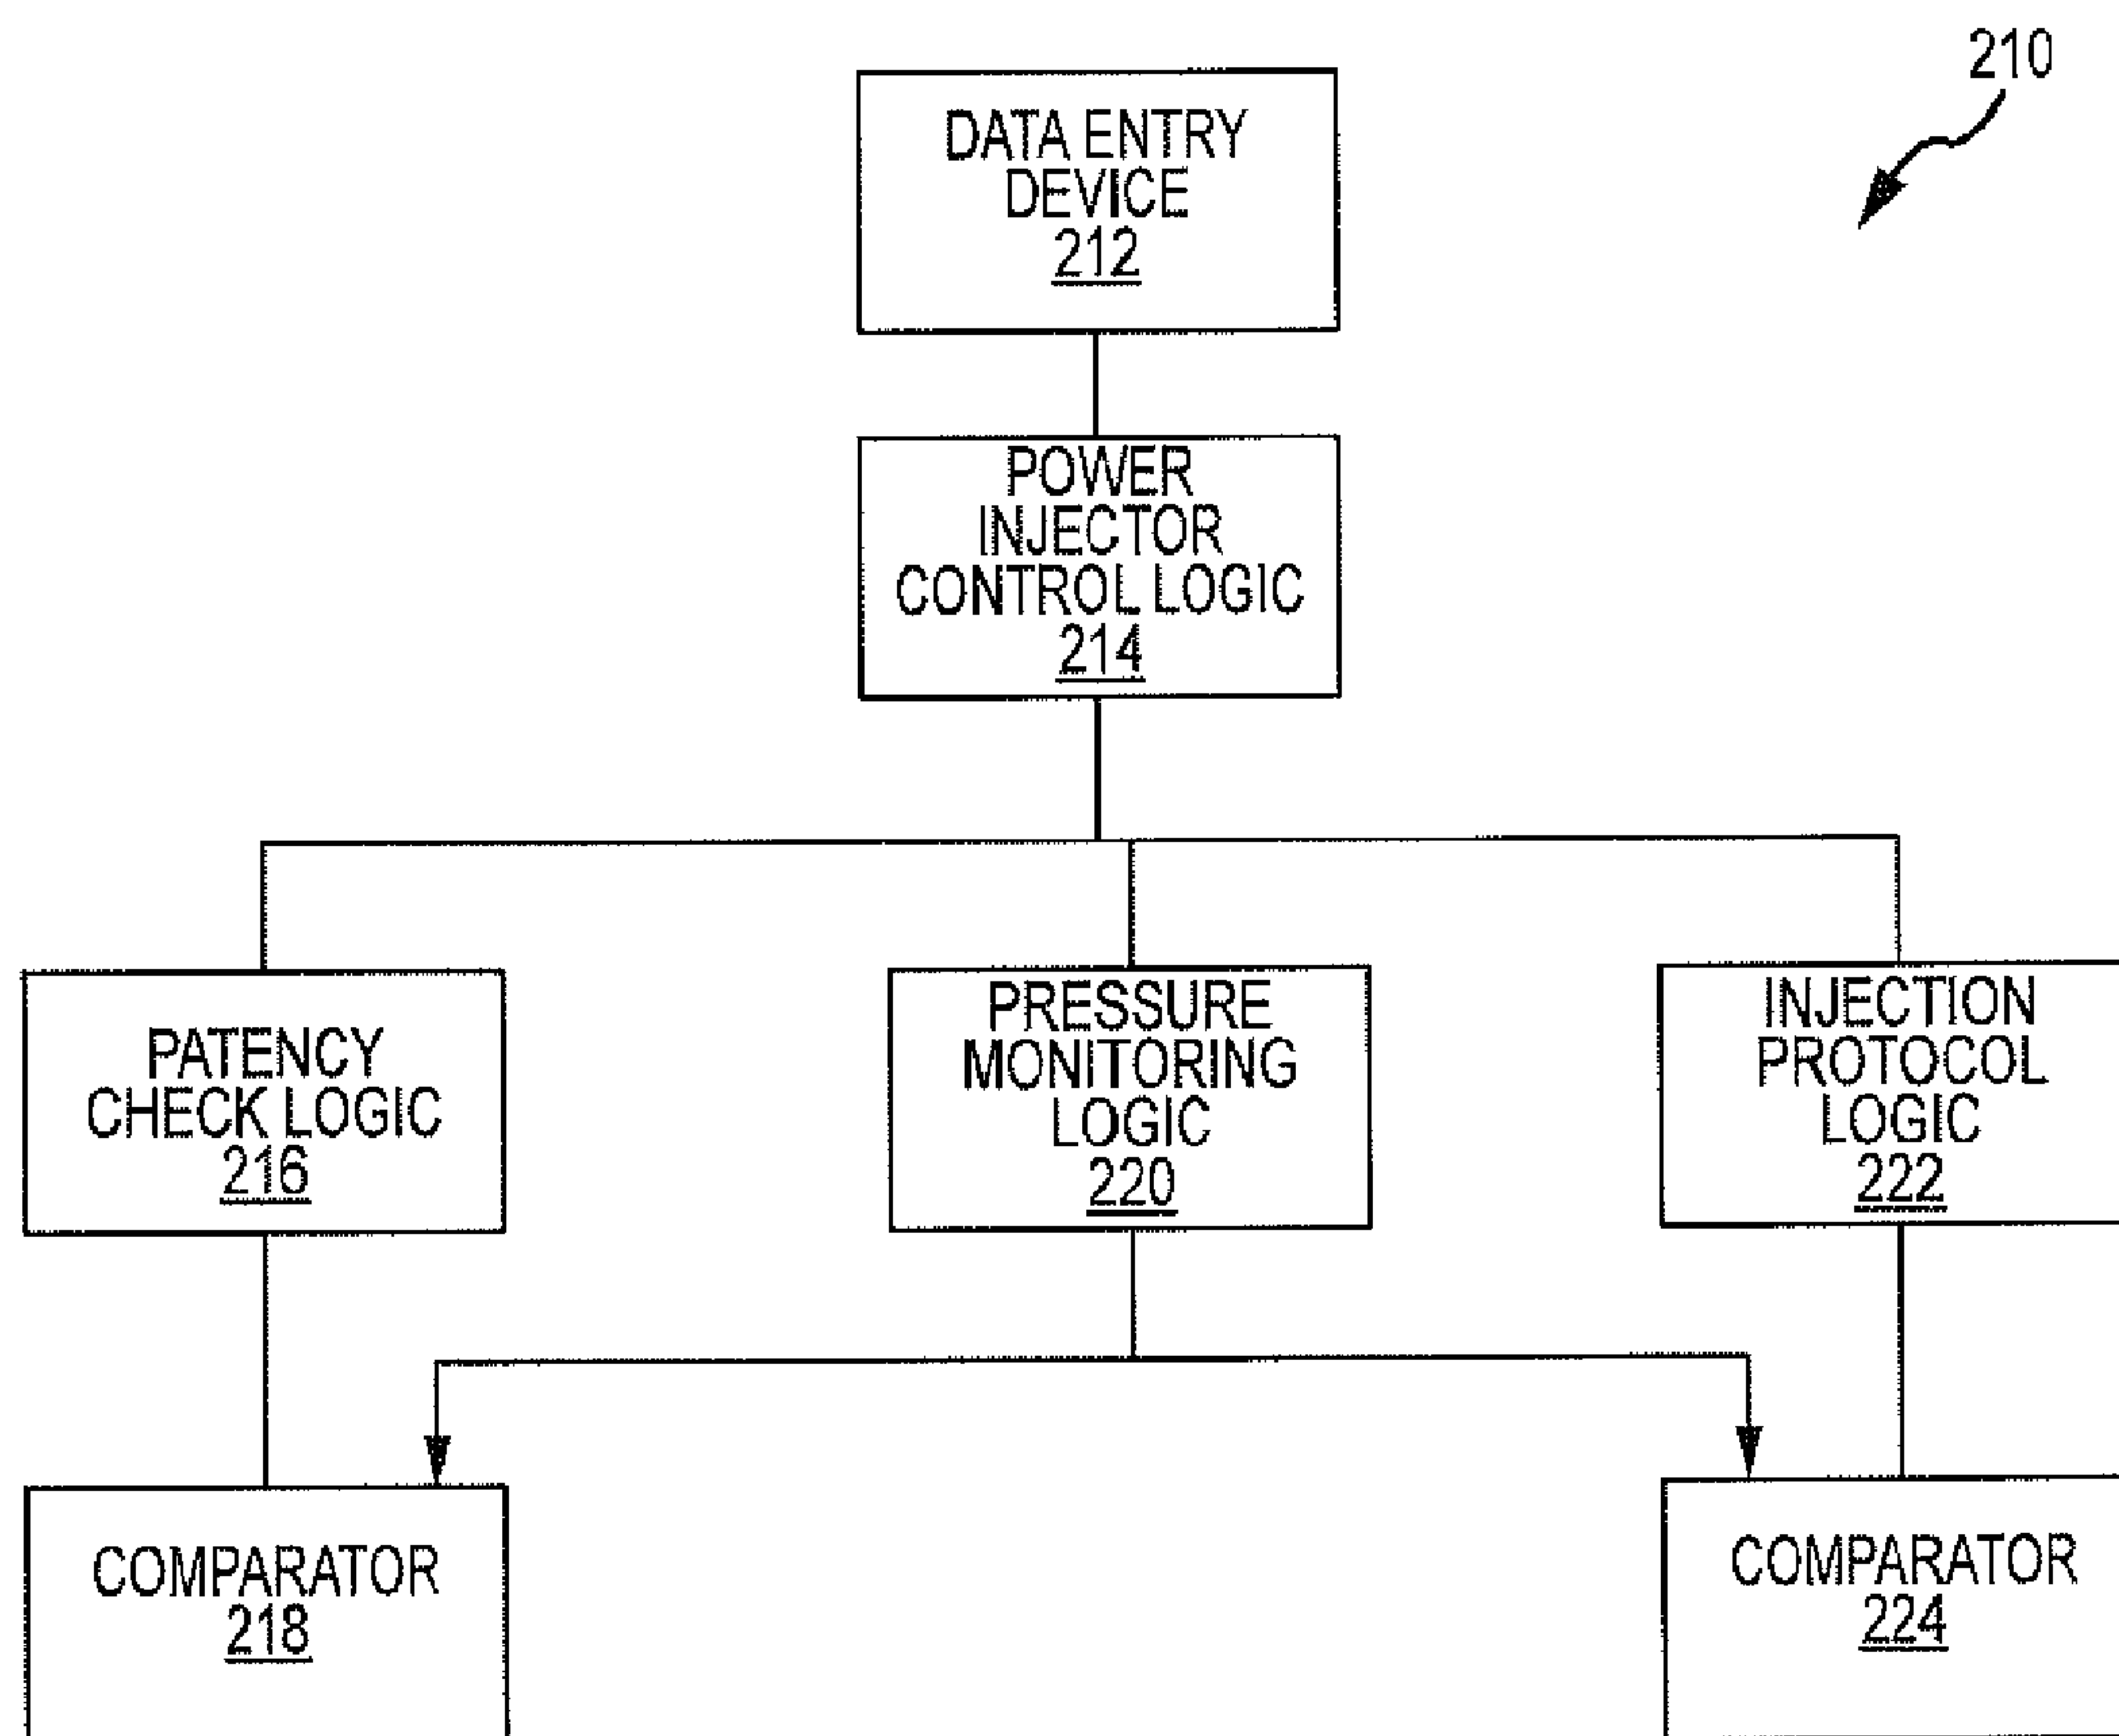 210
DATA ENTRY
DEVICE
212
POWER
INJECTOR
CONTROL LOGIC
214
PATENCY
CHECK LOGIC
216
PRESSURE
MONITORING
LOGIC
220
INJECTION
PROTOCOL
LOGIC
222
COMPARATOR
218
COMPARATOR
224